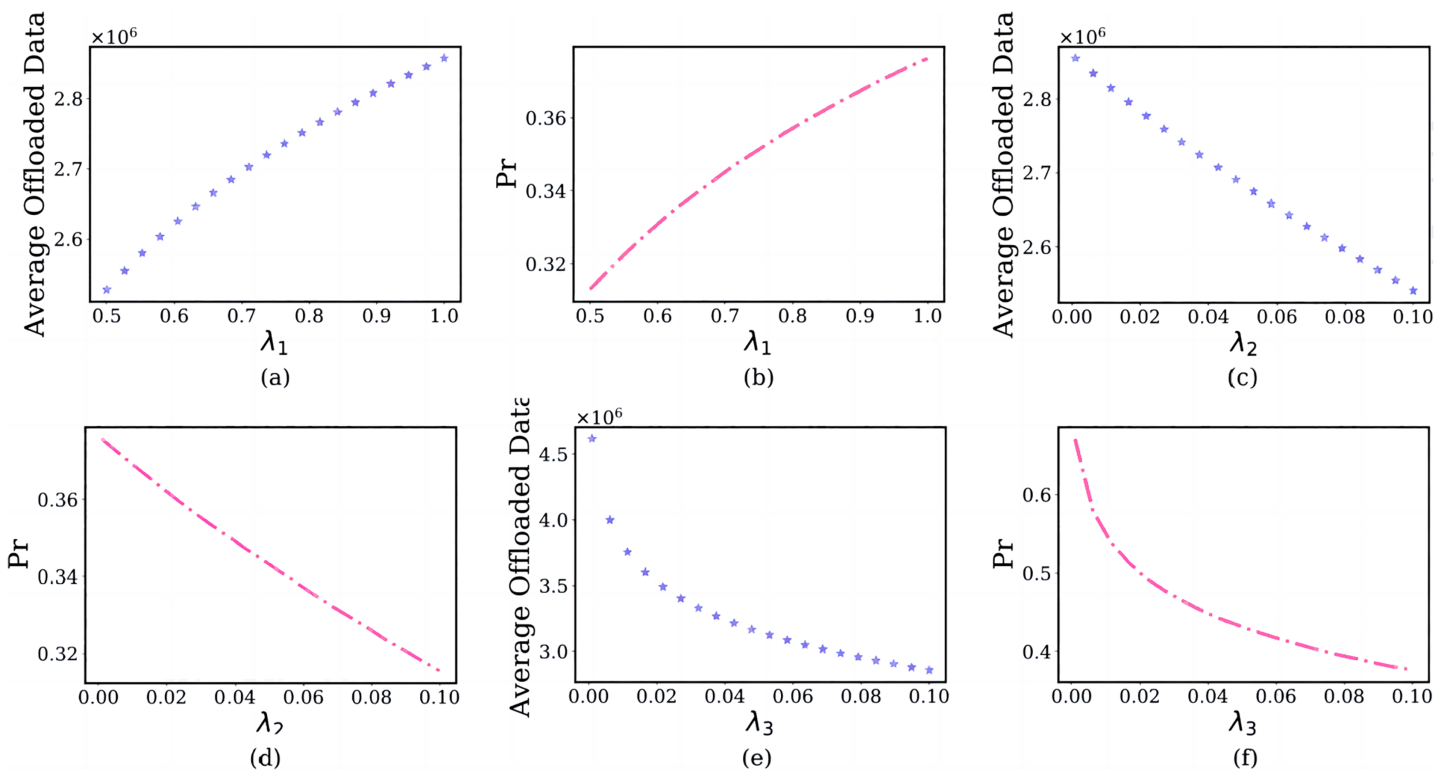 Average Offloaded Data
×10⁶
2.8
2.7
2.6
0.5 0.6 0.7 0.8 0.9 1.0
λ₁
(a)
Pr
0.36
0.34
0.32
0.5 0.6 0.7 0.8 0.9 1.0
λ₁
(b)
Average Offloaded Data
×10⁶
2.8
2.7
2.6
0.00 0.02 0.04 0.06 0.08 0.10
λ₂
(c)
Pr
0.36
0.34
0.32
0.00 0.02 0.04 0.06 0.08 0.10
λ₂
(d)
Average Offloaded Data
×10⁶
4.5
4.0
3.5
3.0
0.00 0.02 0.04 0.06 0.08 0.10
λ₃
(e)
Pr
0.6
0.5
0.4
0.00 0.02 0.04 0.06 0.08 0.10
λ₃
(f)